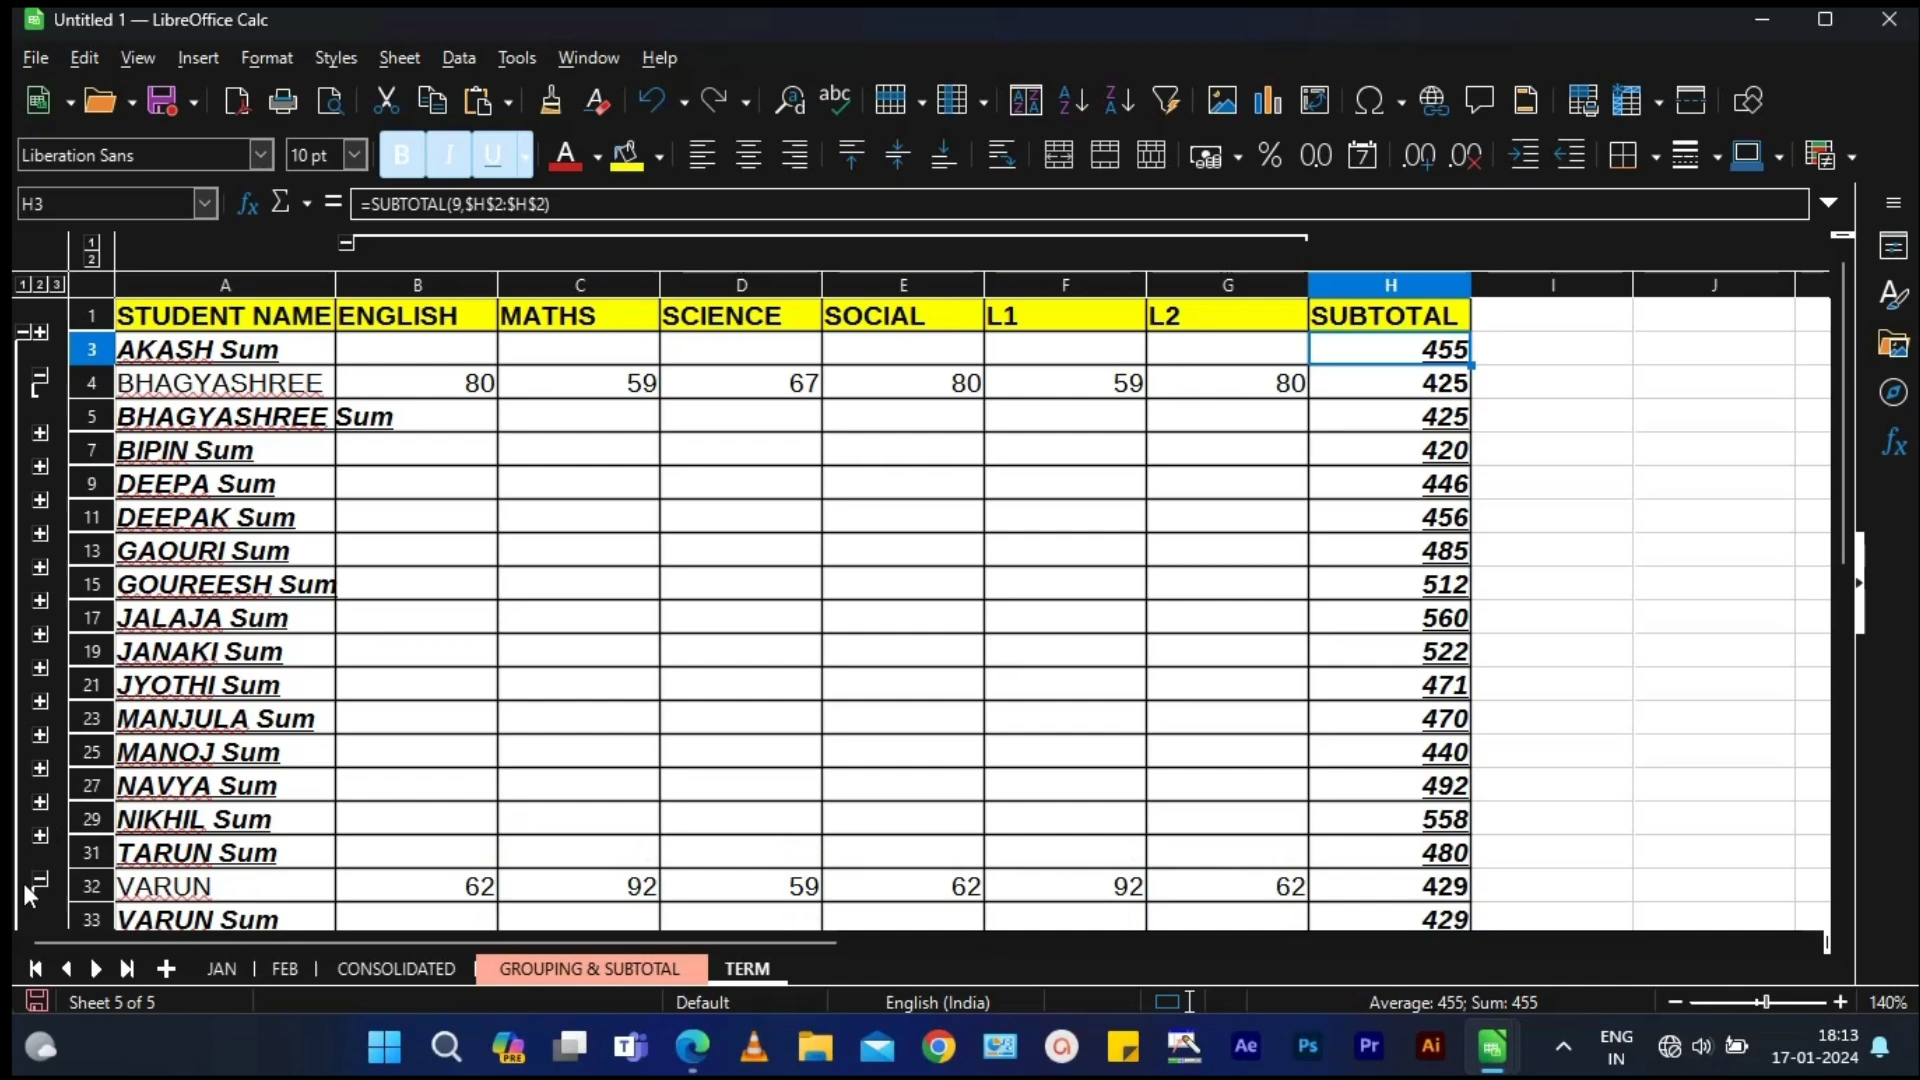 Untitled 1 — LibreOffice Calc
File Edit View Insert Format Styles Sheet Data Tools Window Help
Liberation Sans 10 pt
H3 =SUBTOTAL(9,$H$2:$H$2)
1
2
1 2 3 A B C D E F G H I J
1 STUDENT NAME ENGLISH MATHS SCIENCE SOCIAL L1 L2 SUBTOTAL
3 AKASH Sum 455
4 BHAGYASHREE 80 59 67 80 59 80 425
5 BHAGYASHREE Sum 425
7 BIPIN Sum 420
9 DEEPA Sum 446
11 DEEPAK Sum 456
13 GAOURI Sum 485
15 GOUREESH Sum 512
17 JALAJA Sum 560
19 JANAKI Sum 522
21 JYOTHI Sum 471
23 MANJULA Sum 470
25 MANOJ Sum 440
27 NAVYA Sum 492
29 NIKHIL Sum 558
31 TARUN Sum 480
32 VARUN 62 92 59 62 92 62 429
33 VARUN Sum 429
JAN FEB CONSOLIDATED GROUPING & SUBTOTAL TERM
Sheet 5 of 5 Default English (India) Average: 455; Sum: 455 140%
ENG 18:13
IN 17-01-2024